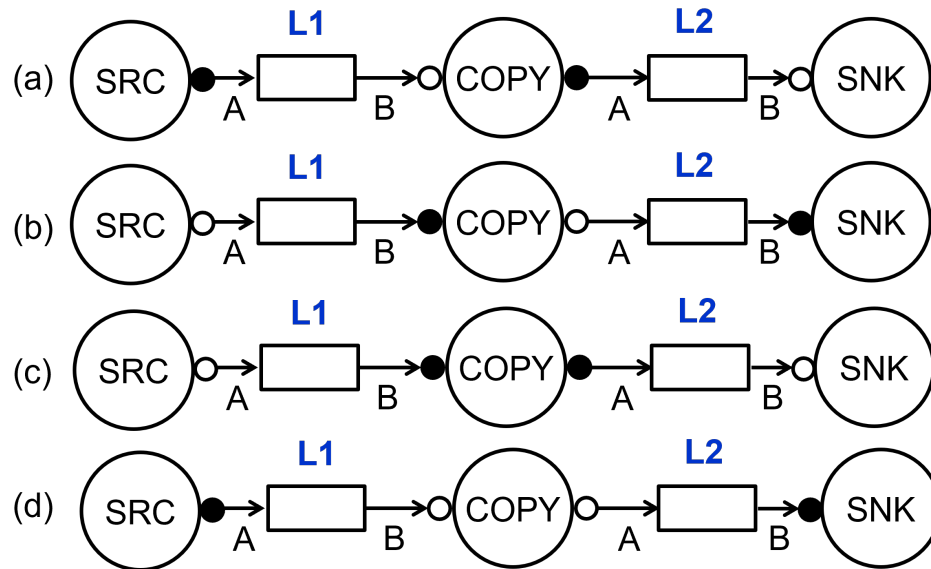 L1 L2
(a) SRC A B COPY A B SNK
L1 L2
(b) SRC A B COPY A B SNK
L1 L2
(c) SRC A B COPY A B SNK
L1 L2
(d) SRC A B COPY A B SNK